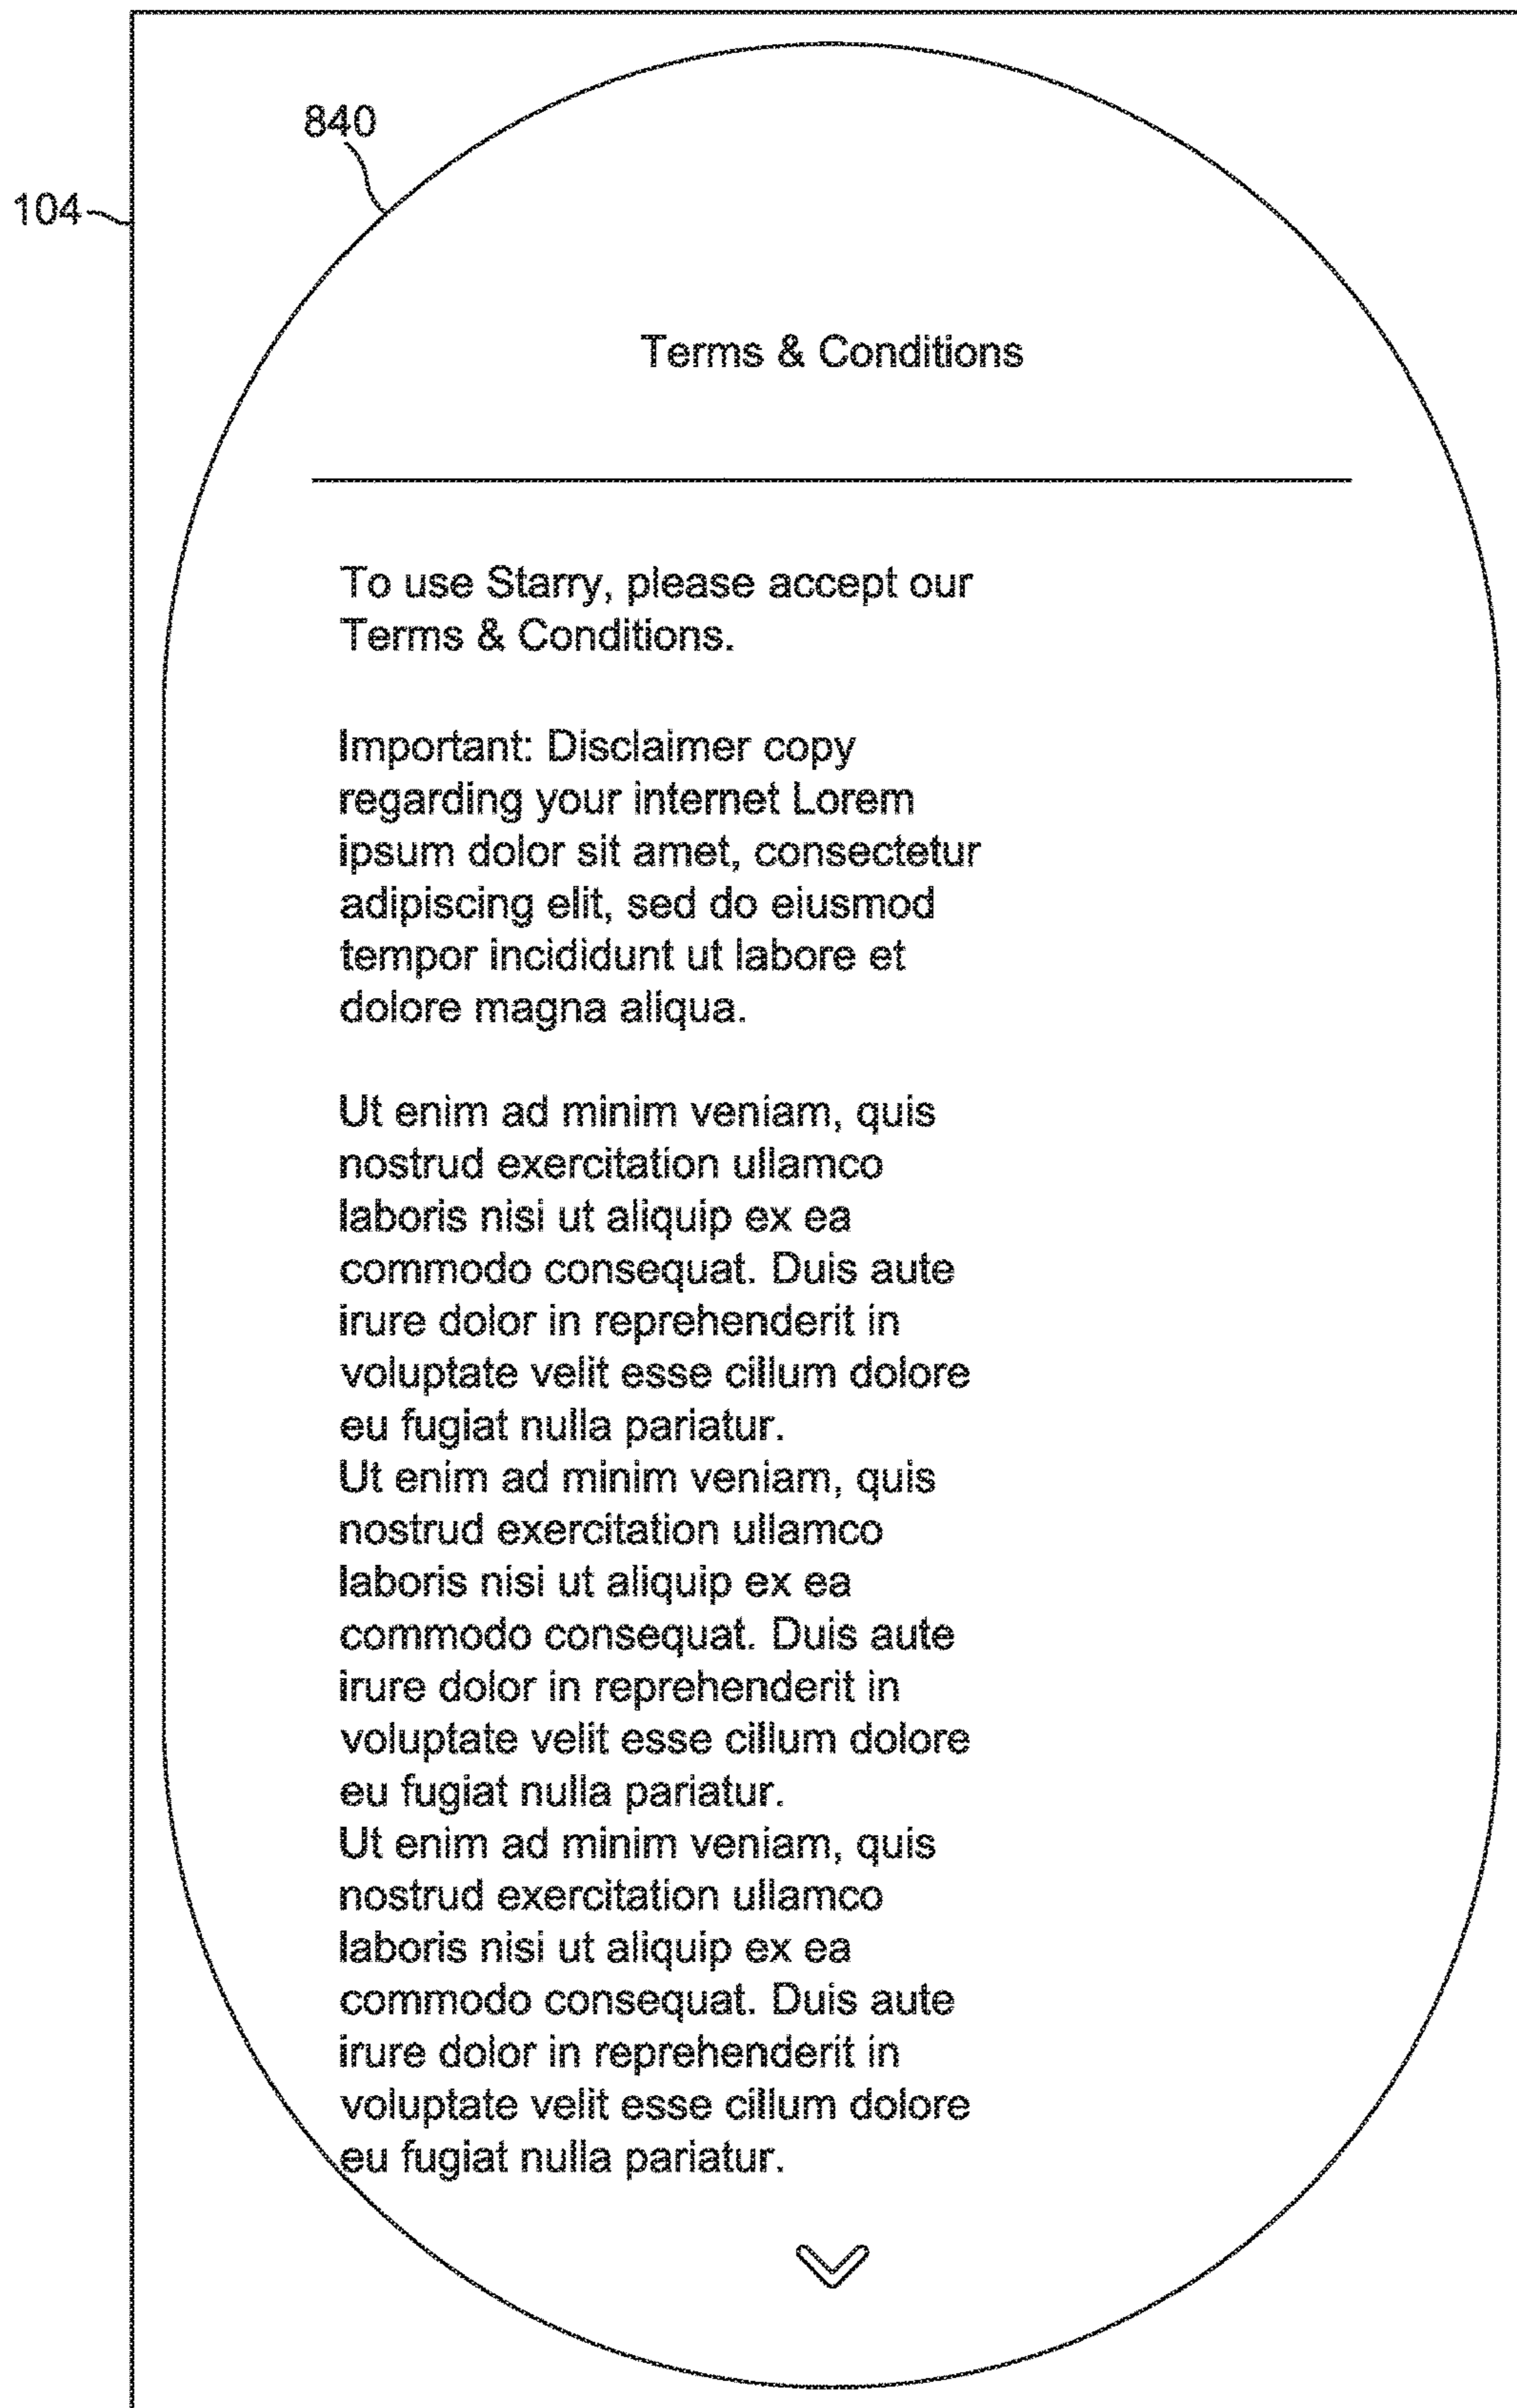 840
104
Terms & Conditions
To use Starry, please accept our
Terms & Conditions.
Important: Disclaimer copy
regarding your internet Lorem
ipsum dolor sit amet, consectetur
adipiscing elit, sed do eiusmod
tempor incididunt ut labore et
dolore magna aliqua.
Ut enim ad minim veniam, quis
nostrud exercitation ullamco
laboris nisi ut aliquip ex ea
commodo consequat. Duis aute
irure dolor in reprehenderit in
voluptate velit esse cillum dolore
eu fugiat nulla pariatur.
Ut enim ad minim veniam, quis
nostrud exercitation ullamco
laboris nisi ut aliquip ex ea
commodo consequat. Duis aute
irure dolor in reprehenderit in
voluptate velit esse cillum dolore
eu fugiat nulla pariatur.
Ut enim ad minim veniam, quis
nostrud exercitation ullamco
laboris nisi ut aliquip ex ea
commodo consequat. Duis aute
irure dolor in reprehenderit in
voluptate velit esse cillum dolore
eu fugiat nulla pariatur.